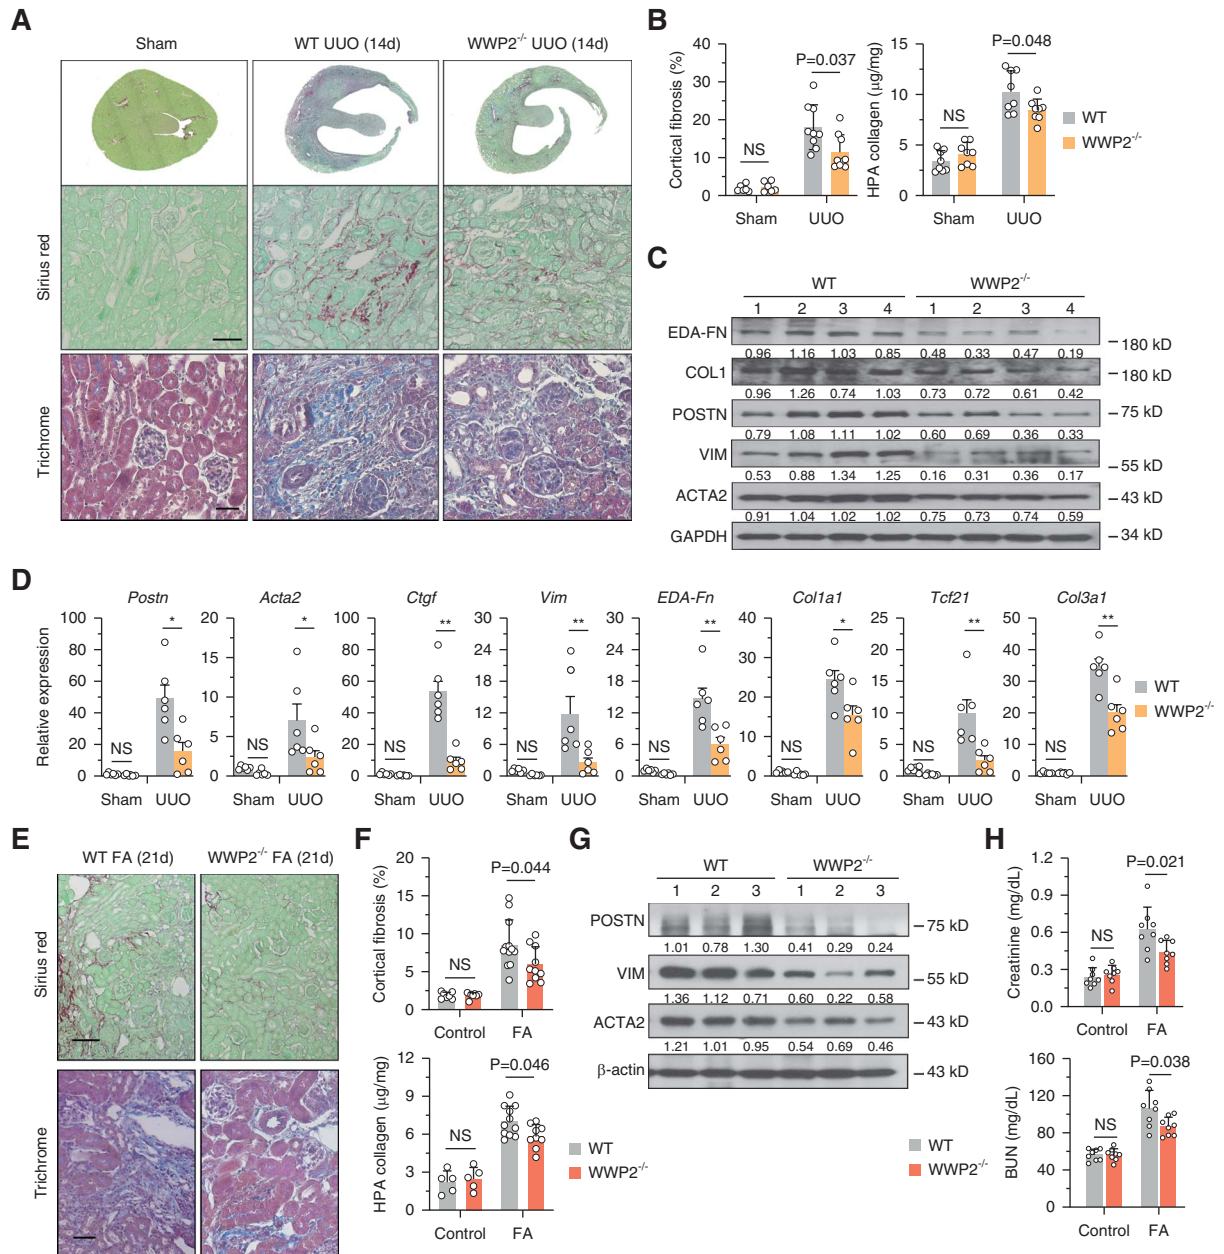 A
Sham
WT UUO (14d)
WWP2⁻/⁻ UUO (14d)
Sirius red
Trichrome
B
Cortical fibrosis (%)
40
30
20
10
0
NS
P=0.037
Sham
UUO
HPA collagen (μg/mg)
15
10
5
0
NS
P=0.048
Sham
UUO
WT
WWP2⁻/⁻
C
WT
WWP2⁻/⁻
1 2 3 4 1 2 3 4
EDA-FN
180 kD
0.96 1.16 1.03 0.85 0.48 0.33 0.47 0.19
COL1
180 kD
0.96 1.26 0.74 1.03 0.73 0.72 0.61 0.42
POSTN
75 kD
0.79 1.08 1.11 1.02 0.60 0.69 0.36 0.33
VIM
55 kD
0.53 0.88 1.34 1.25 0.16 0.31 0.36 0.17
ACTA2
43 kD
0.91 1.04 1.02 1.02 0.75 0.73 0.74 0.59
GAPDH
34 kD
D
Relative expression
Postn
100
80
60
40
20
0
NS
*
Sham
UUO
Acta2
20
15
10
5
0
NS
*
Sham
UUO
Ctgf
100
80
60
40
20
0
NS
**
Sham
UUO
Vim
30
24
18
12
6
0
NS
**
Sham
UUO
EDA-Fn
30
24
18
12
6
0
NS
**
Sham
UUO
Col1a1
40
30
20
10
0
NS
*
Sham
UUO
Tcf21
25
20
15
10
5
0
NS
**
Sham
UUO
Col3a1
50
40
30
20
10
0
NS
**
Sham
UUO
WT
WWP2⁻/⁻
E
WT FA (21d)
WWP2⁻/⁻ FA (21d)
Sirius red
Trichrome
F
Cortical fibrosis (%)
20
15
10
5
0
NS
P=0.044
Control
FA
HPA collagen (μg/mg)
12
9
6
3
0
NS
P=0.046
Control
FA
WT
WWP2⁻/⁻
G
WT
WWP2⁻/⁻
1 2 3 1 2 3
POSTN
75 kD
1.01 0.78 1.30 0.41 0.29 0.24
VIM
55 kD
1.36 1.12 0.71 0.60 0.22 0.58
ACTA2
43 kD
1.21 1.01 0.95 0.54 0.69 0.46
β-actin
43 kD
H
Creatinine (mg/dL)
1.2
0.9
0.6
0.3
0.0
NS
P=0.021
Control
FA
BUN (mg/dL)
160
120
80
40
0
NS
P=0.038
Control
FA
WT
WWP2⁻/⁻